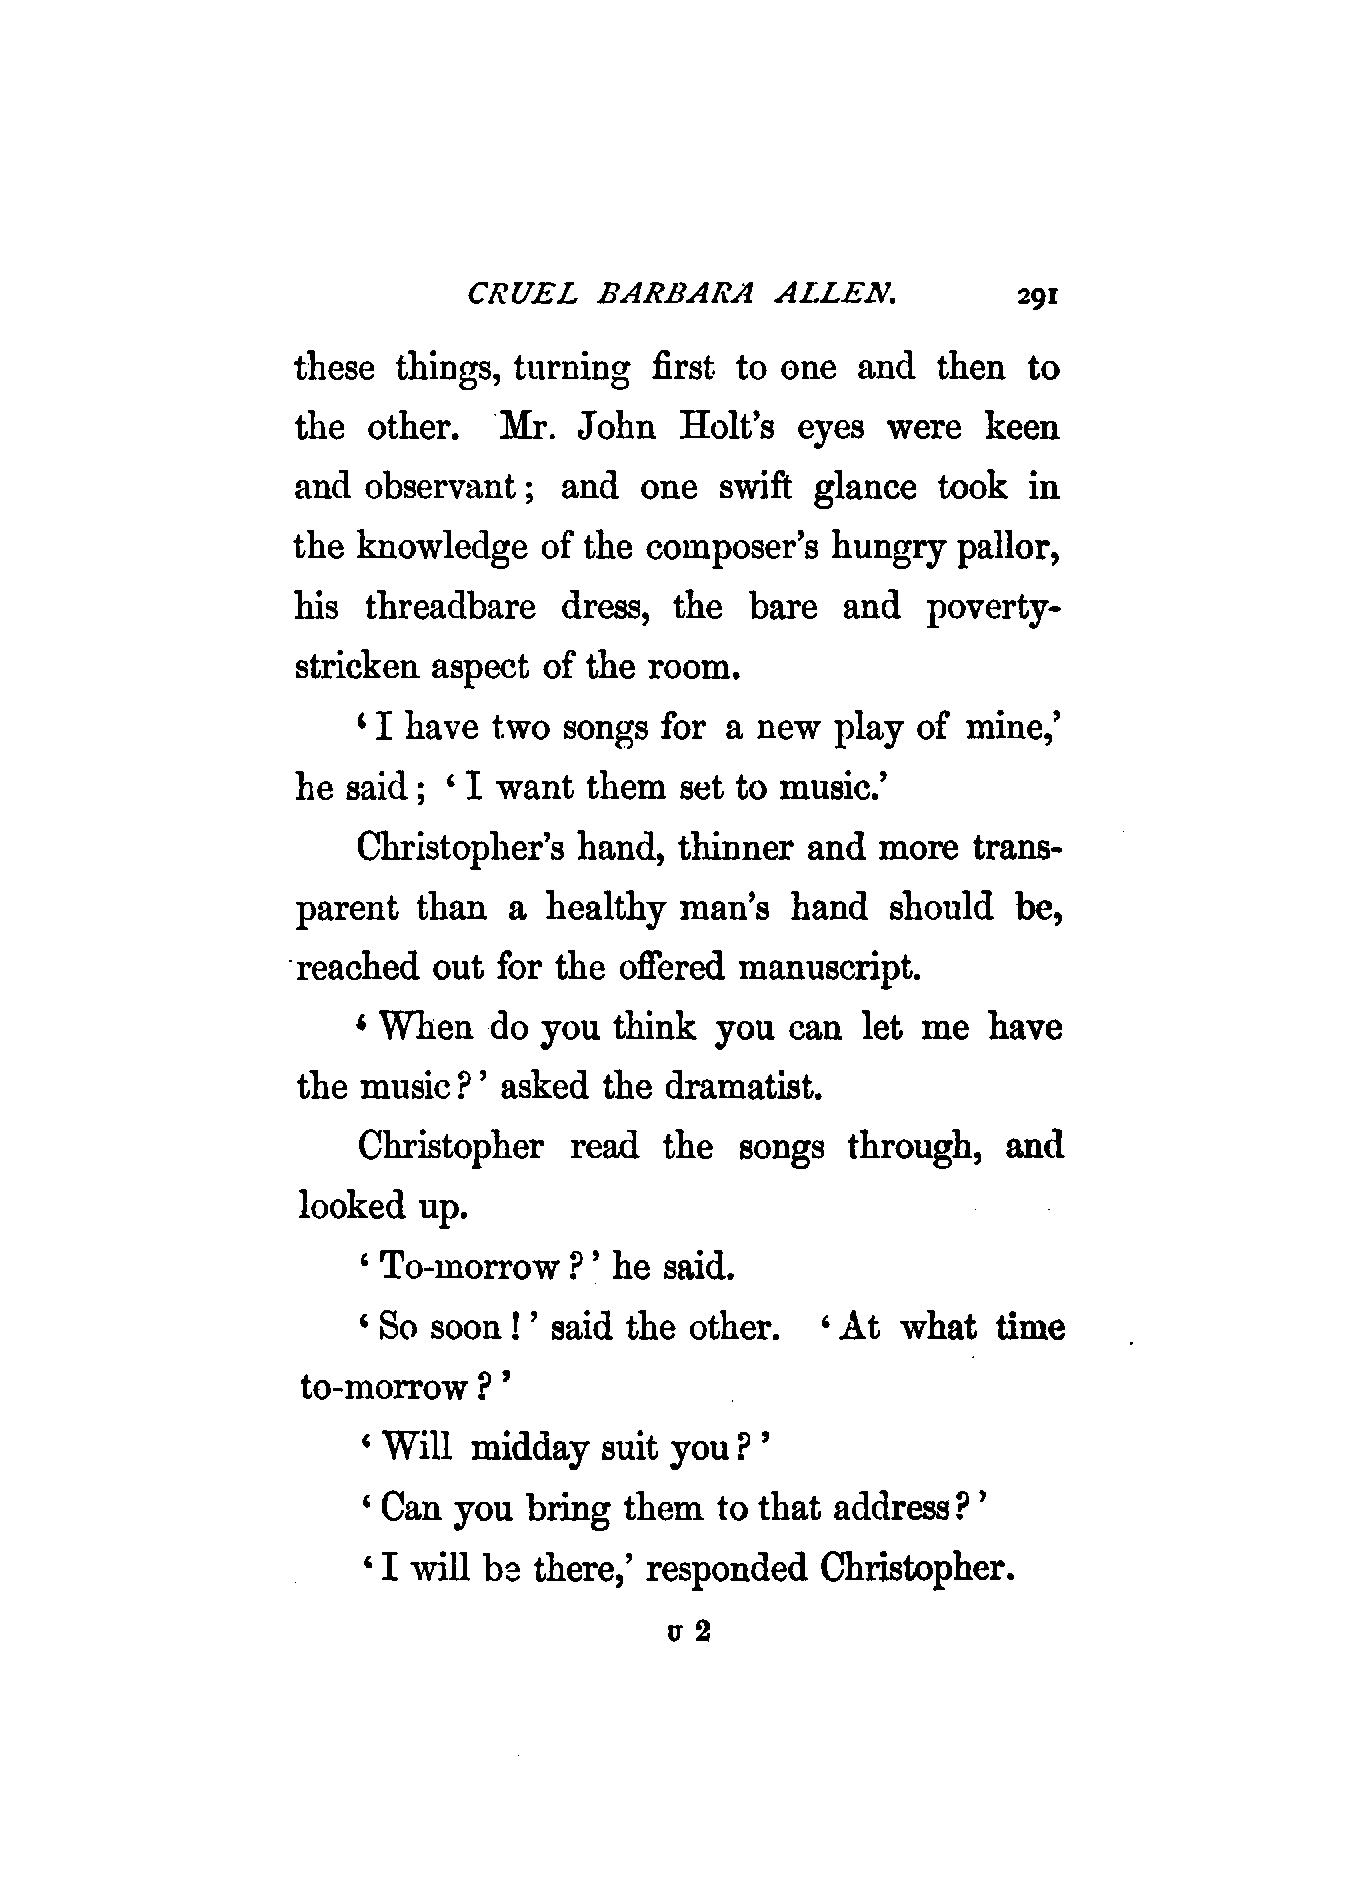 CRUEL BARBARA ALLEN. 291
these things, turning first to one and then to
the other. Mr. John Holt's eyes were keen
and observant; and one swift glance took in
the knowledge of the composer's hungry pallor,
his threadbare dress, the bare and poverty-
stricken aspect of the room.
‘I have two songs for a new play of mine,’
he said; ‘I want them set to music.’
Christopher's hand, thinner and more trans-
parent than a healthy man's hand should be,
reached out for the offered manuscript.
‘When do you think you can let me have
the music?’ asked the dramatist.
Christopher read the songs through, and
looked up.
‘To-morrow?’ he said.
‘So soon!’ said the other. ‘At what time
to-morrow?’
‘Will midday suit you?’
‘Can you bring them to that address?’
‘I will be there,’ responded Christopher.
U 2